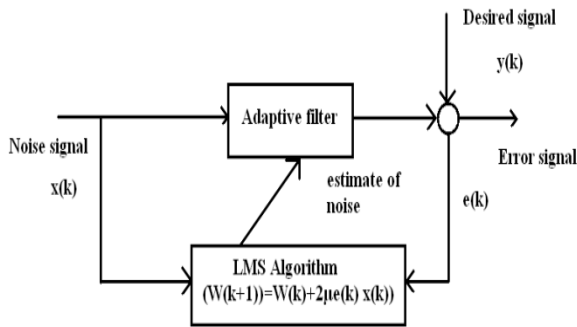 Desired signal
y(k)
Adaptive filter
Noise signal
x(k)
Error signal
estimate of
noise
e(k)
LMS Algorithm
(W(k+1))=W(k)+2μe(k) x(k))